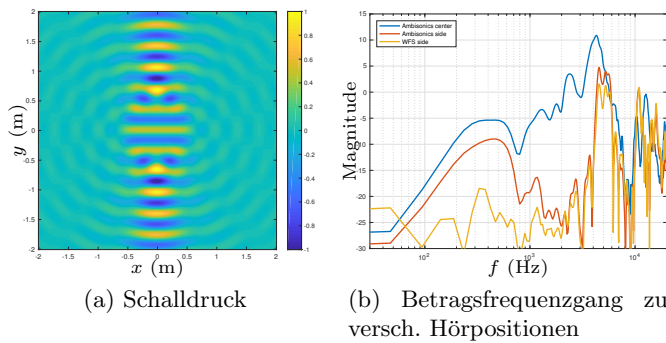 2
1.5
1
0.5
0
-0.5
-1
-1.5
-2
y (m)
-2 -1.5 -1 -0.5 0 0.5 1 1.5 2
x (m)
1
0.8
0.6
0.4
0.2
0
-0.2
-0.4
-0.6
-0.8
-1
(a) Schalldruck
15
10
5
0
-5
-10
-15
-20
-25
-30
Magnitude
Ambisonics center
Ambisonics side
WFS side
10² 10³ 10⁴
f (Hz)
(b) Betragsfrequenzgang zu
versch. Hörpositionen